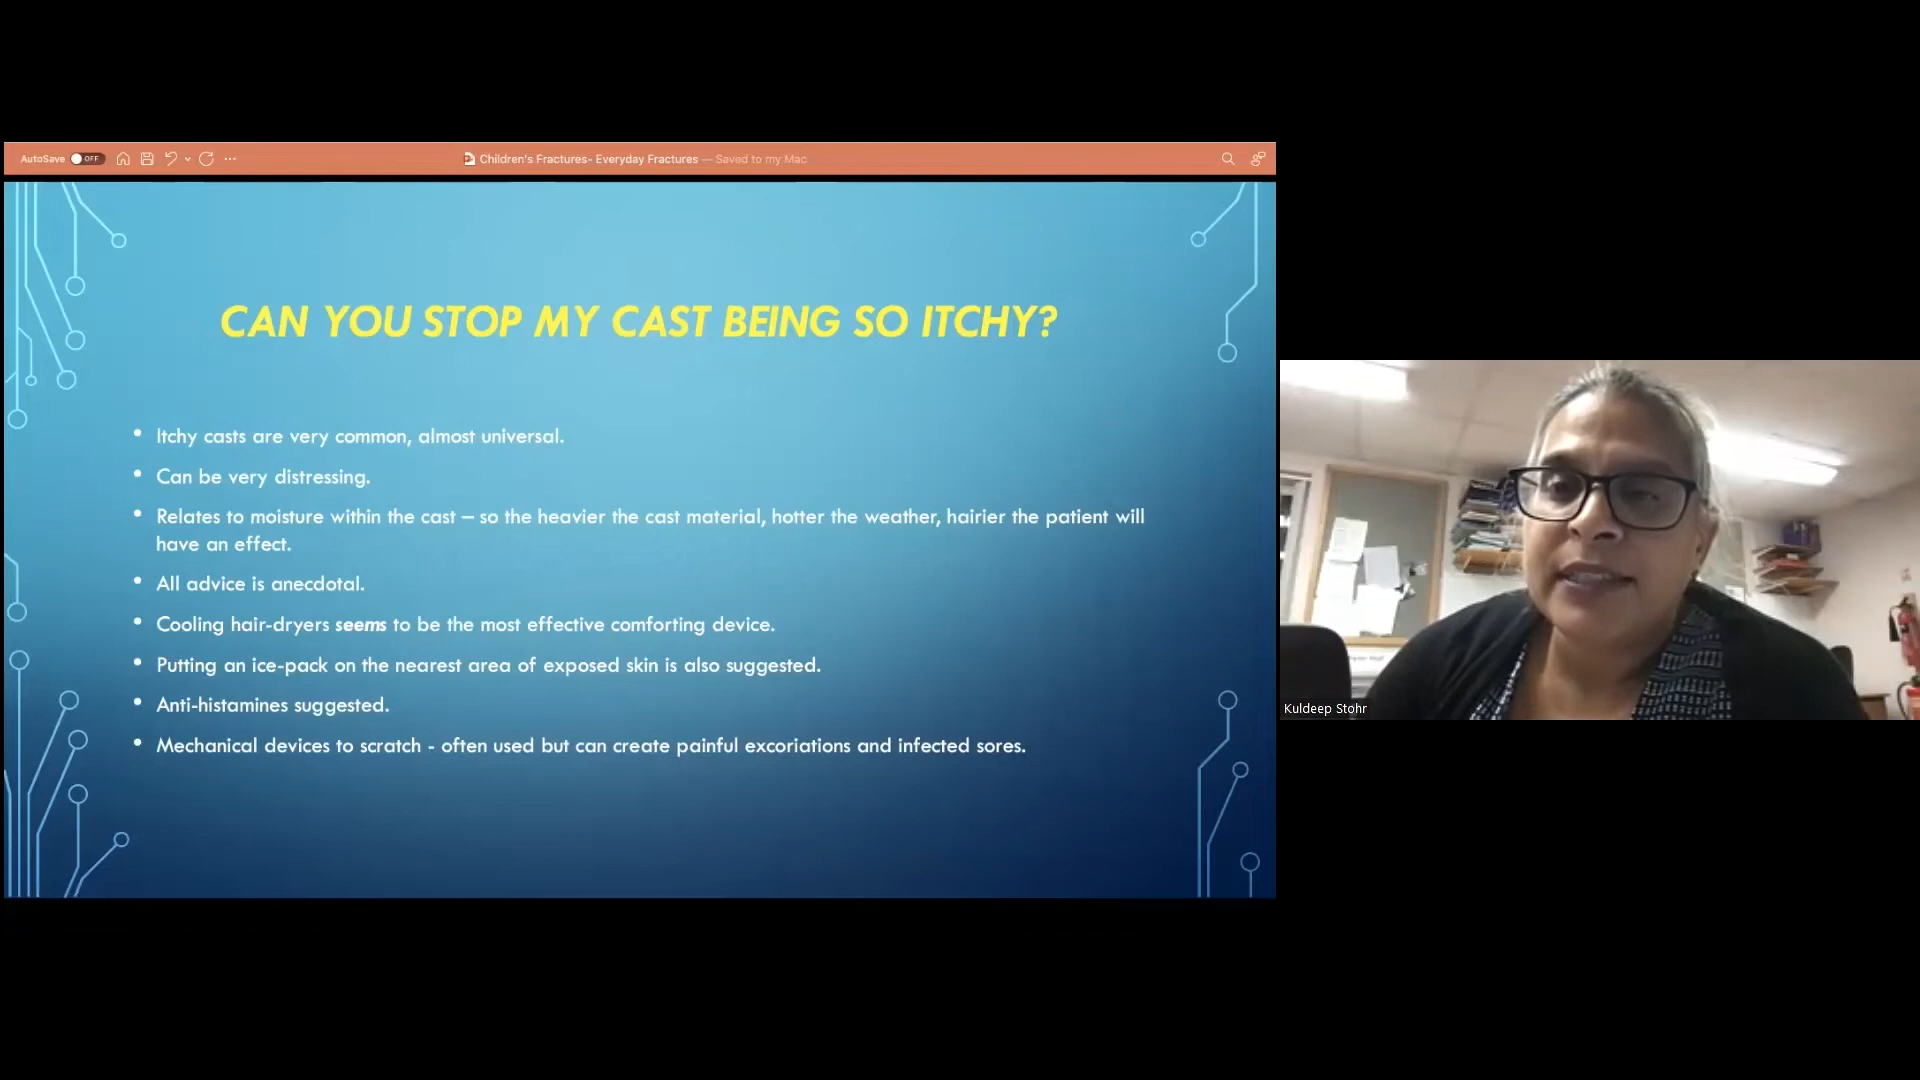 AutoSave OFF
Children's Fractures- Everyday Fractures — Saved to my Mac
CAN YOU STOP MY CAST BEING SO ITCHY?
• Itchy casts are very common, almost universal.
• Can be very distressing.
• Relates to moisture within the cast – so the heavier the cast material, hotter the weather, hairier the patient will
have an effect.
• All advice is anecdotal.
• Cooling hair-dryers seems to be the most effective comforting device.
• Putting an ice-pack on the nearest area of exposed skin is also suggested.
• Anti-histamines suggested.
• Mechanical devices to scratch - often used but can create painful excoriations and infected sores.
Kuldeep Stohr